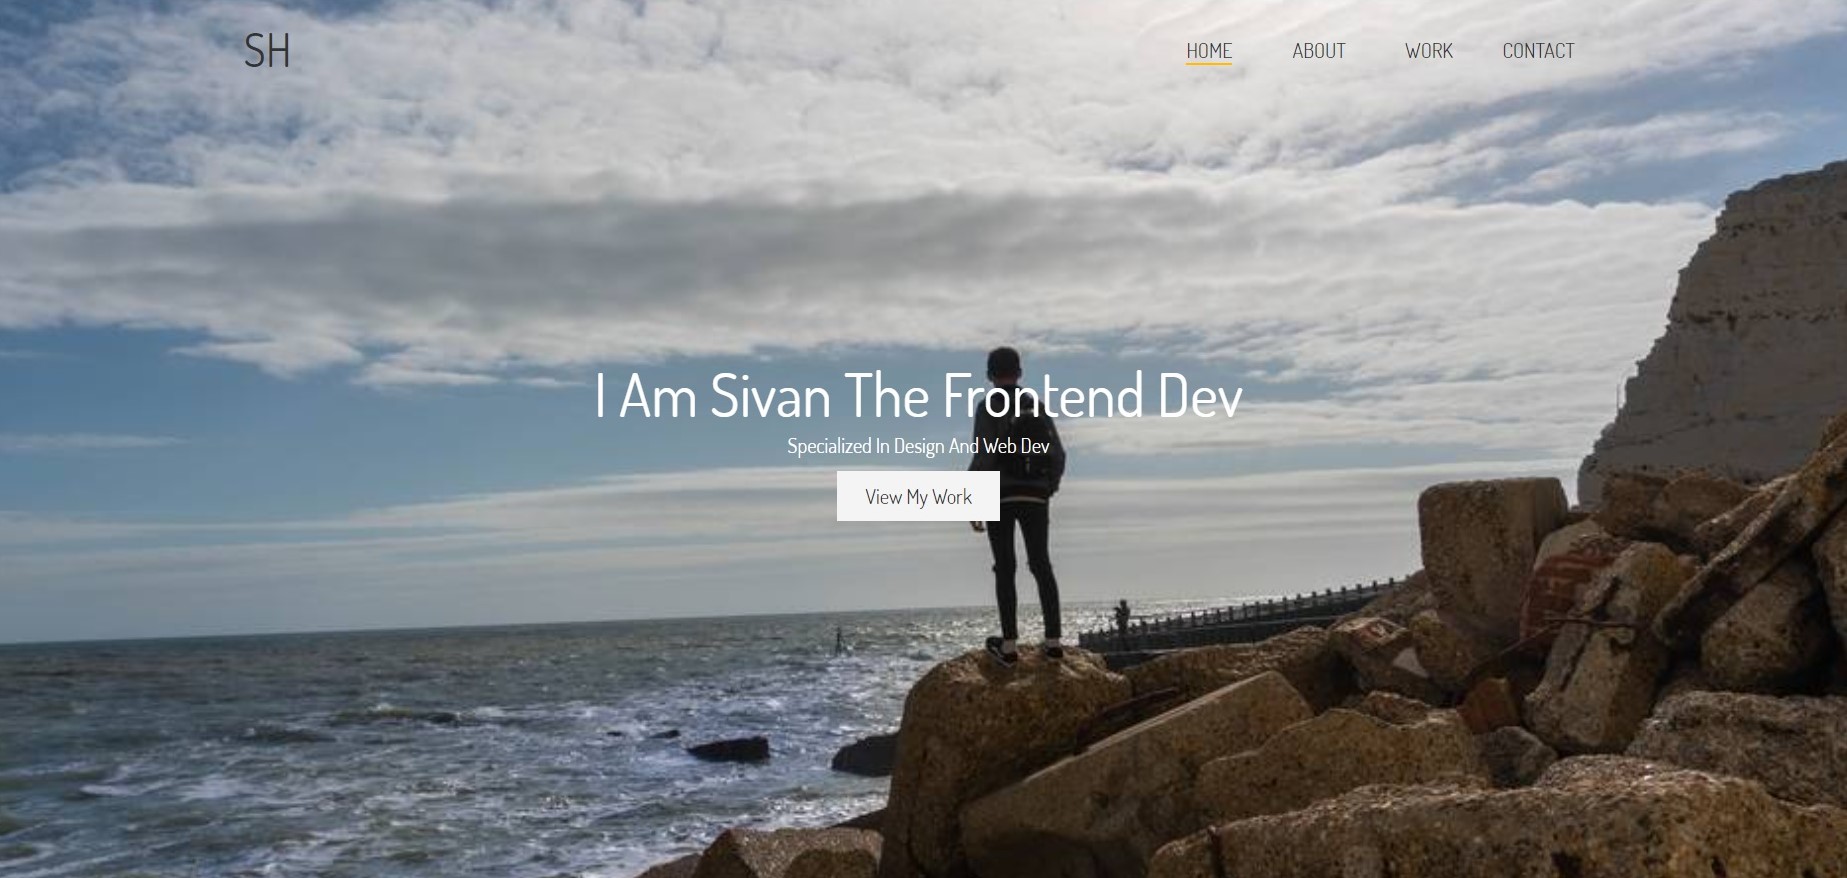 SH
HOME ABOUT WORK CONTACT
I Am Sivan The Frontend Dev
Specialized In Design And Web Dev
View My Work